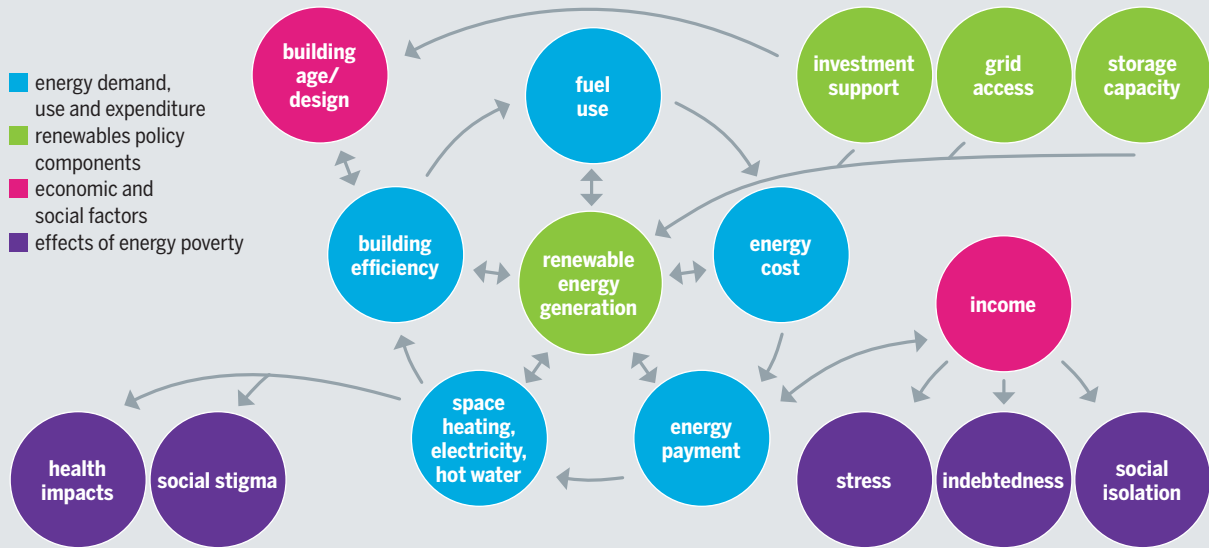 energy demand,
use and expenditure
renewables policy
components
economic and
social factors
effects of energy poverty
building
age/
design
fuel
use
investment
support
grid
access
storage
capacity
building
efficiency
renewable
energy
generation
energy
cost
income
space
heating,
electricity,
hot water
energy
payment
health
impacts
social stigma
stress
indebtedness
social
isolation